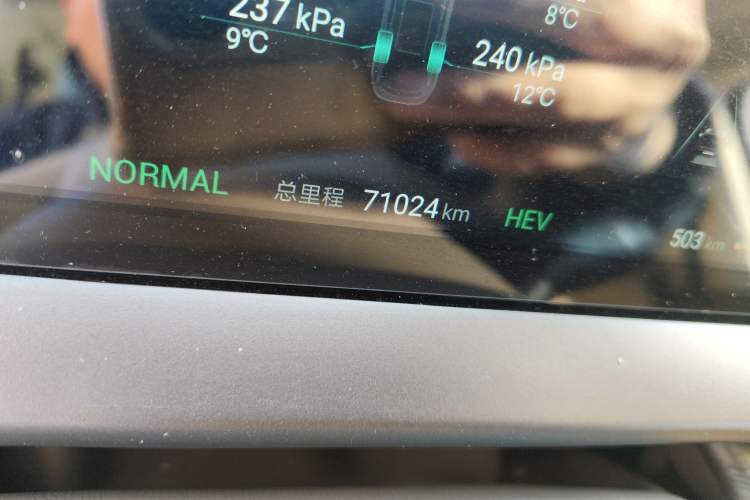 237 kPa
9°C
8°C
240 kPa
12°C
NORMAL
总里程 71024 km
HEV
503 km